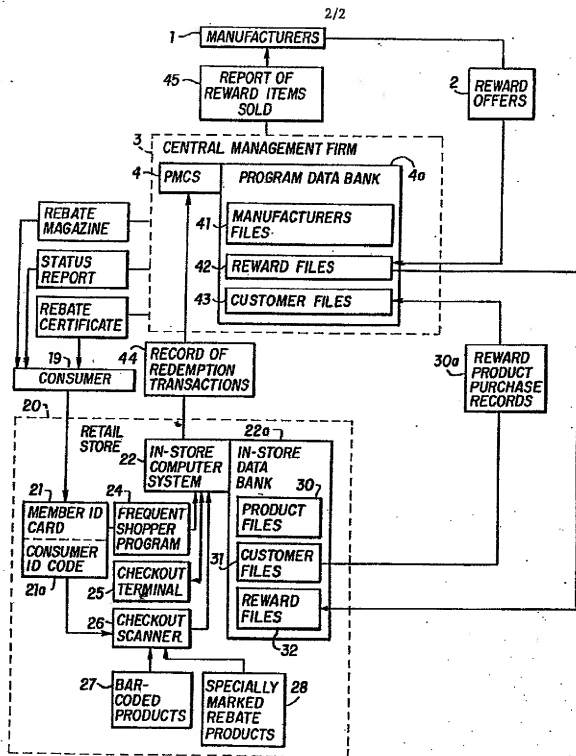 2/2
1
MANUFACTURERS
45
REPORT OF
REWARD ITEMS
SOLD
2
REWARD
OFFERS
3
CENTRAL MANAGEMENT FIRM
4
PMCS
PROGRAM DATA BANK
4a
41
MANUFACTURERS
FILES
42
REWARD FILES
43
CUSTOMER FILES
REBATE
MAGAZINE
STATUS
REPORT
REBATE
CERTIFICATE
19
CONSUMER
44
RECORD OF
REDEMPTION
TRANSACTIONS
30a
REWARD
PRODUCT
PURCHASE
RECORDS
20
RETAIL
STORE
22
IN-STORE
COMPUTER
SYSTEM
22a
IN-STORE
DATA
BANK
30
PRODUCT
FILES
31
CUSTOMER
FILES
REWARD
FILES
32
21
MEMBER ID
CARD
CONSUMER
ID CODE
21a
24
FREQUENT
SHOPPER
PROGRAM
CHECKOUT
TERMINAL
25
26
CHECKOUT
SCANNER
27
BAR-
CODED
PRODUCTS
SPECIALLY
MARKED
REBATE
PRODUCTS
28